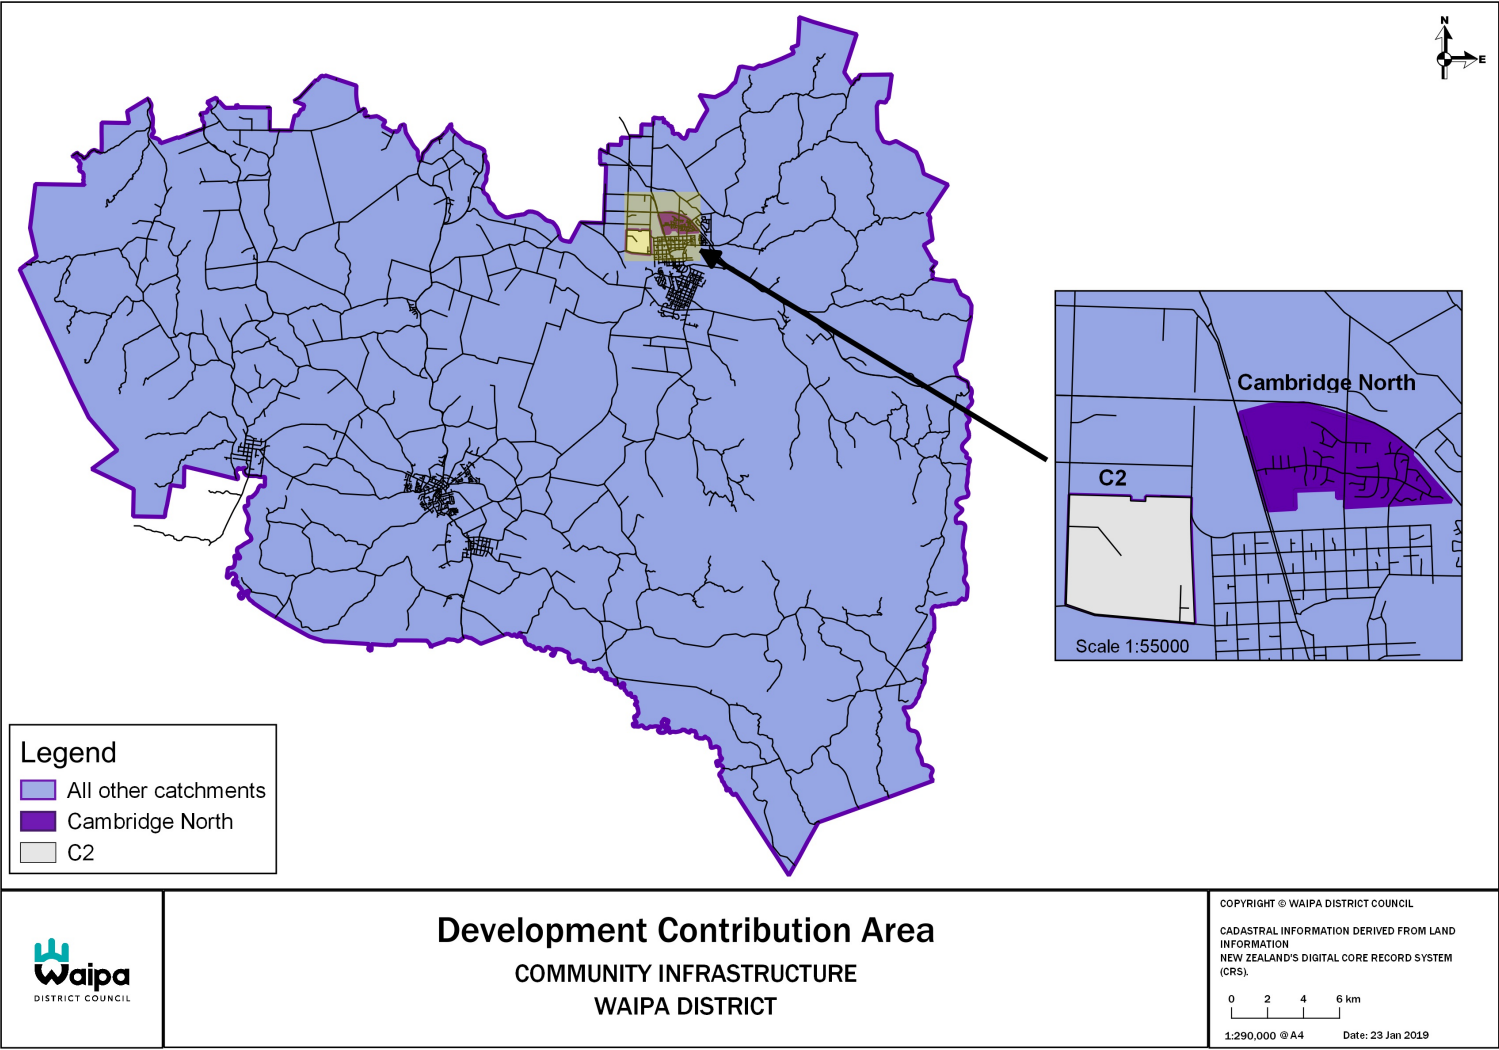 N
E
Cambridge North
C2
Scale 1:55000
Legend
All other catchments
Cambridge North
C2
Waipa
DISTRICT COUNCIL
Development Contribution Area
COMMUNITY INFRASTRUCTURE
WAIPA DISTRICT
COPYRIGHT © WAIPA DISTRICT COUNCIL
CADASTRAL INFORMATION DERIVED FROM LAND
INFORMATION
NEW ZEALAND'S DIGITAL CORE RECORD SYSTEM
(CRS).
0 2 4 6 km
1:290,000 @ A4 Date: 23 Jan 2019